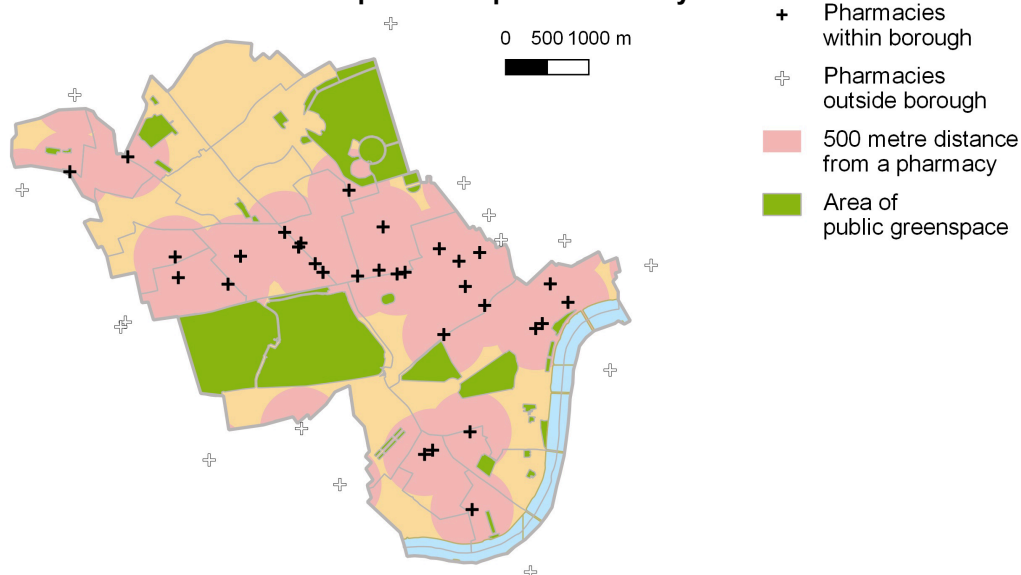 0 500 1000 m
Pharmacies
within borough
Pharmacies
outside borough
500 metre distance
from a pharmacy
Area of
public greenspace